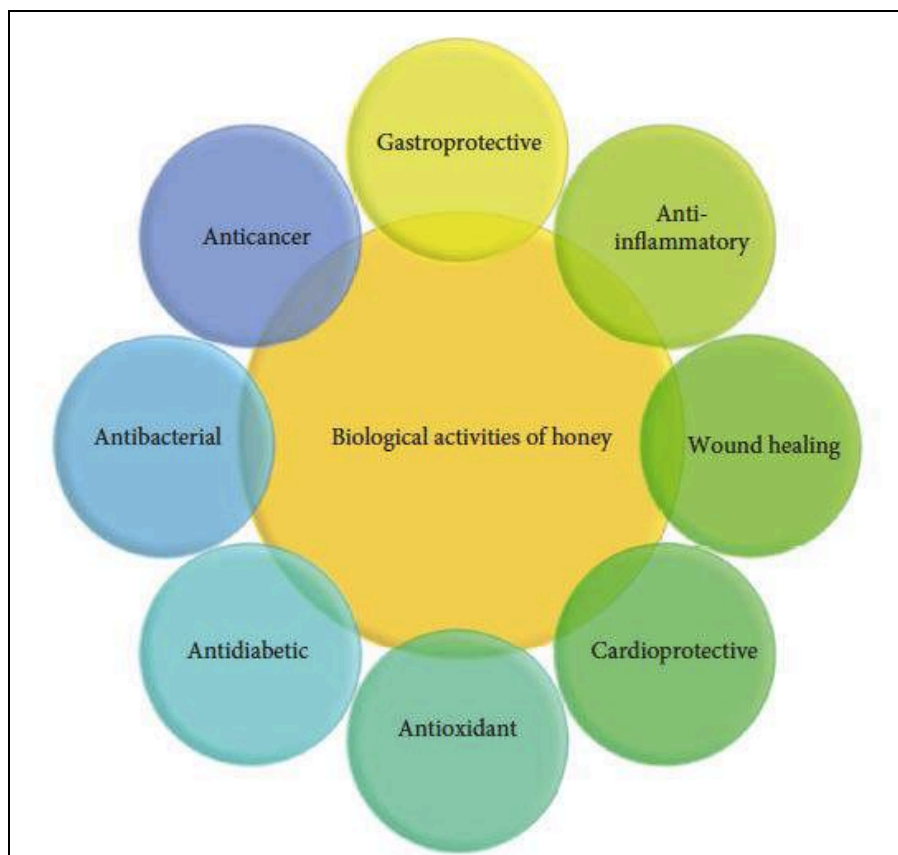 Gastroprotective
Anti-
inflammatory
Anticancer
Antibacterial
Biological activities of honey
Wound healing
Antidiabetic
Cardioprotective
Antioxidant